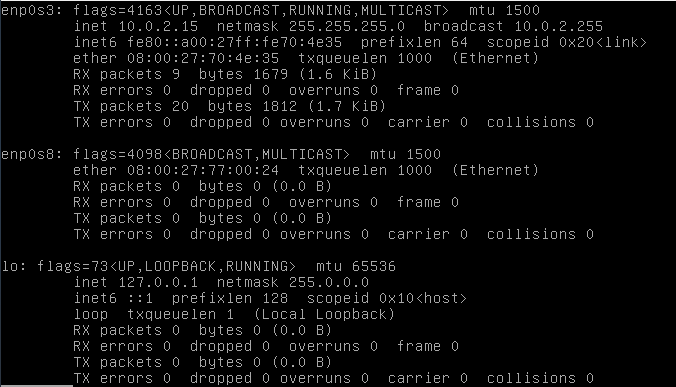 enp0s3: flags=4163<UP,BROADCAST,RUNNING,MULTICAST>  mtu 1500
        inet 10.0.2.15  netmask 255.255.255.0  broadcast 10.0.2.255
        inet6 fe80::a00:27ff:fe70:4e35  prefixlen 64  scopeid 0x20<link>
        ether 08:00:27:70:4e:35  txqueuelen 1000  (Ethernet)
        RX packets 9  bytes 1679 (1.6 KiB)
        RX errors 0  dropped 0  overruns 0  frame 0
        TX packets 20  bytes 1812 (1.7 KiB)
        TX errors 0  dropped 0 overruns 0  carrier 0  collisions 0

enp0s8: flags=4098<BROADCAST,MULTICAST>  mtu 1500
        ether 08:00:27:77:00:24  txqueuelen 1000  (Ethernet)
        RX packets 0  bytes 0 (0.0 B)
        RX errors 0  dropped 0  overruns 0  frame 0
        TX packets 0  bytes 0 (0.0 B)
        TX errors 0  dropped 0 overruns 0  carrier 0  collisions 0

lo: flags=73<UP,LOOPBACK,RUNNING>  mtu 65536
        inet 127.0.0.1  netmask 255.0.0.0
        inet6 ::1  prefixlen 128  scopeid 0x10<host>
        loop  txqueuelen 1  (Local Loopback)
        RX packets 0  bytes 0 (0.0 B)
        RX errors 0  dropped 0  overruns 0  frame 0
        TX packets 0  bytes 0 (0.0 B)
        TX errors 0  dropped 0 overruns 0  carrier 0  collisions 0